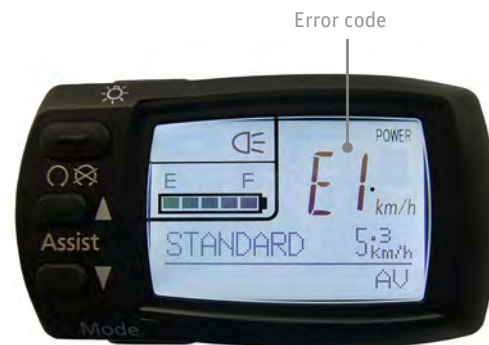 Error code
POWER
E F
E1.
km/h
Assist
STANDARD 5.3 km/h
AV
Mode